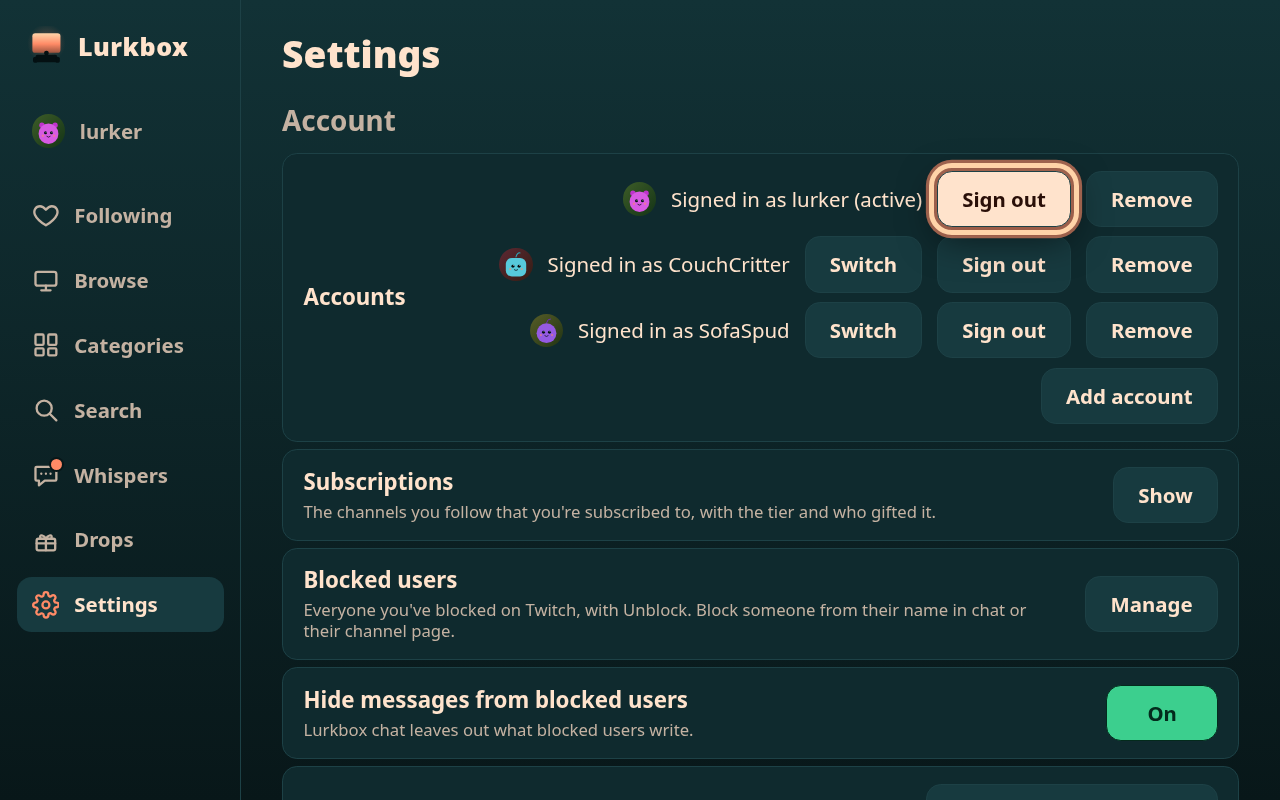 Lurkbox
lurker
Following
Browse
Categories
Search
Whispers
Drops
Settings
Settings
Account
Accounts
Signed in as lurker (active) Sign out Remove
Signed in as CouchCritter Switch Sign out Remove
Signed in as SofaSpud Switch Sign out Remove
Add account
Subscriptions
The channels you follow that you're subscribed to, with the tier and who gifted it.
Show
Blocked users
Everyone you've blocked on Twitch, with Unblock. Block someone from their name in chat or
their channel page.
Manage
Hide messages from blocked users
Lurkbox chat leaves out what blocked users write.
On